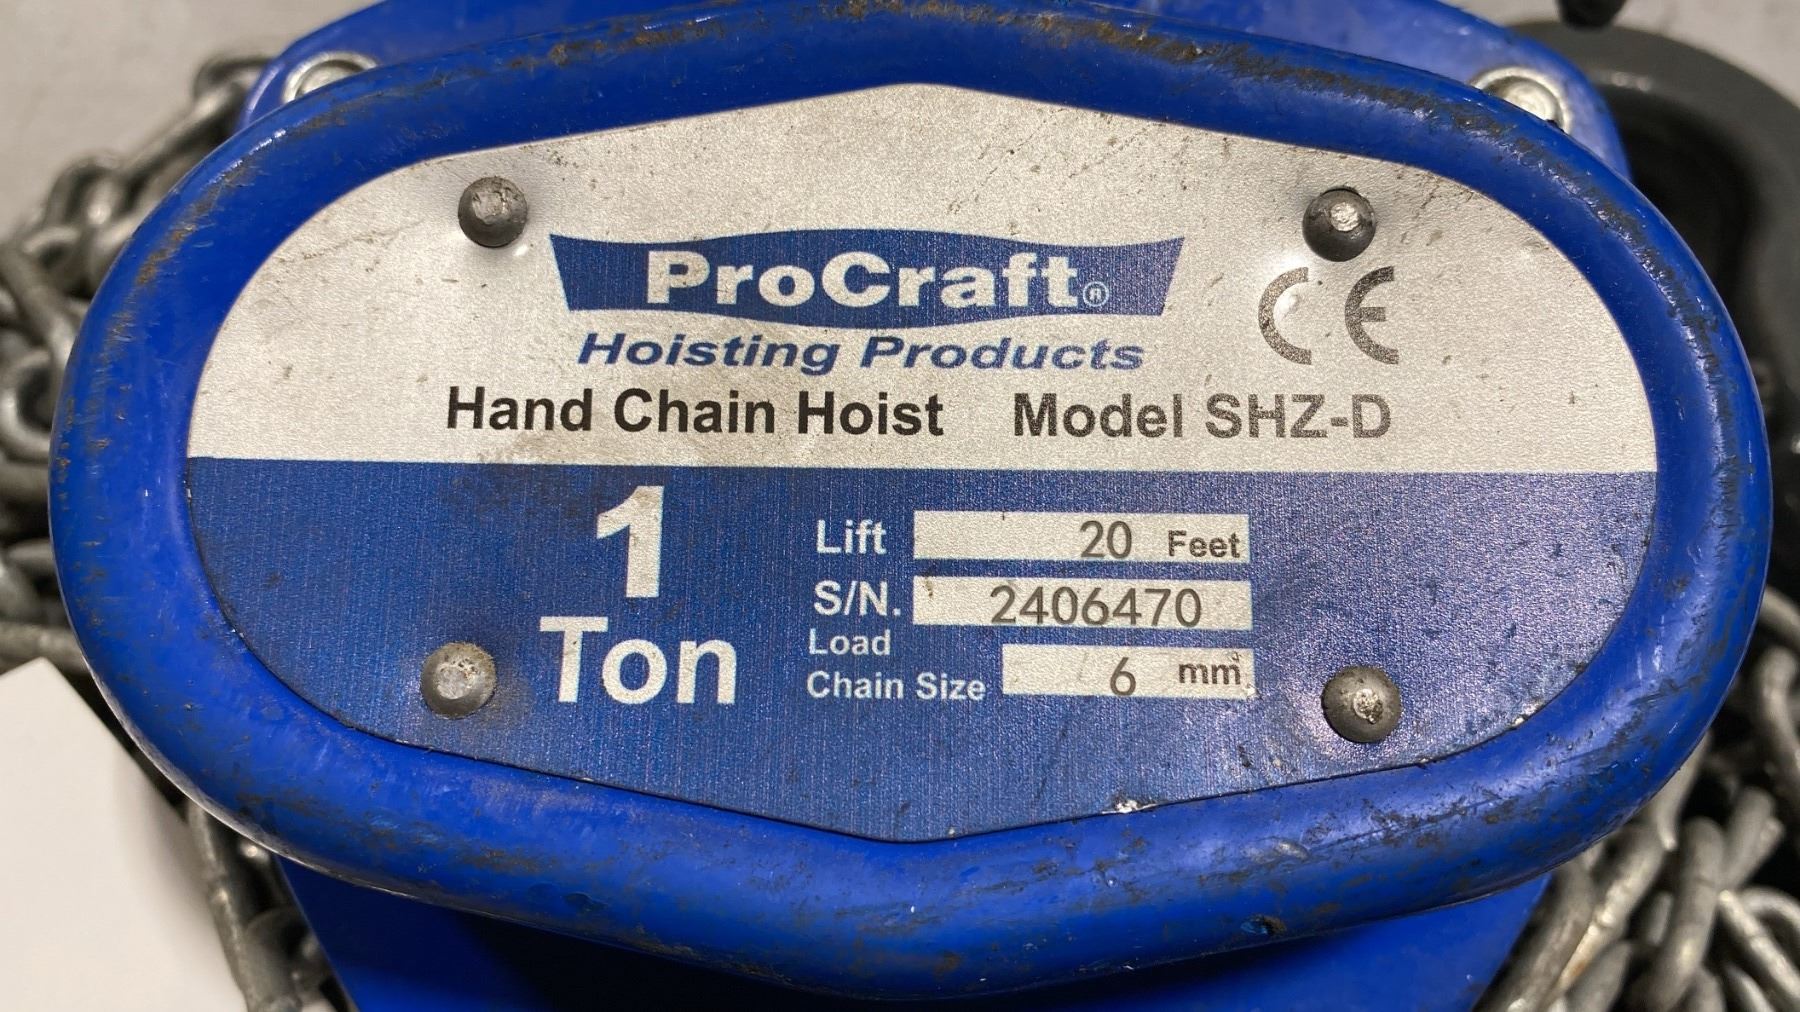 ProCraft®
Hoisting Products
CE
Hand Chain Hoist Model SHZ-D
1
Ton
Lift 20 Feet
S/N. 2406470
Load
Chain Size 6 mm